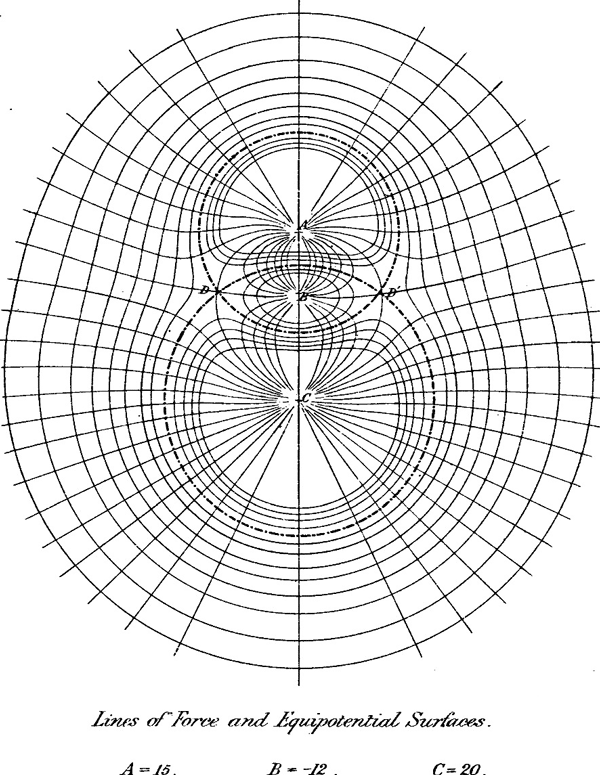 A
P P'
B
C
Lines of Force and Equipotential Surfaces.
A = 15. B = -12. C = 20.